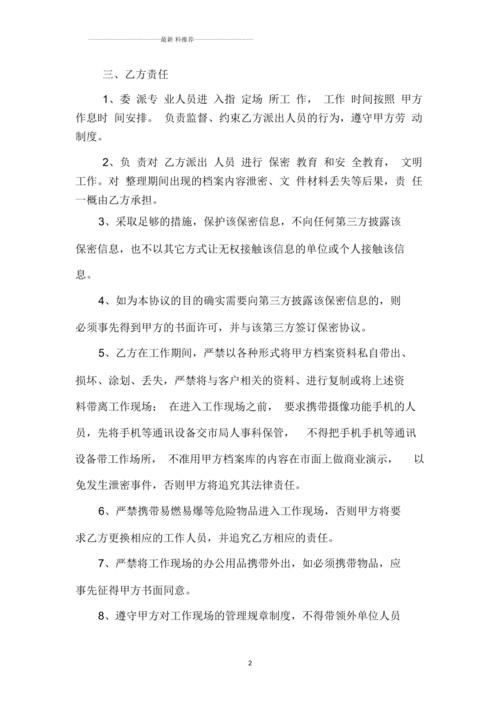 最新 料推荐
三、乙方责任
1、委 派专 业人员进 入指 定场 所工 作， 工作 时间按照 甲方
作息时 间安排。 负责监督、约束乙方派出人员的行为，遵守甲方劳 动
制度。
2、负 责对 乙方派出 人员 进行 保密 教育 和安 全教育， 文明
工作。对 整理期间出现的档案内容泄密、文 件材料丢失等后果，责 任
一概由乙方承担。
3、采取足够的措施，保护该保密信息，不向任何第三方披露该
保密信息，也不以其它方式让无权接触该信息的单位或个人接触该信
息。
4、如为本协议的目的确实需要向第三方披露该保密信息的，则
必须事先得到甲方的书面许可，并与该第三方签订保密协议。
5、乙方在工作期间，严禁以各种形式将甲方档案资料私自带出、
损坏、涂划、丢失，严禁将与客户相关的资料、进行复制或将上述资
料带离工作现场； 在进入工作现场之前， 要求携带摄像功能手机的人
员，先将手机等通讯设备交市局人事科保管， 不得把手机手机等通讯
设备带工作场所， 不准用甲方档案库的内容在市面上做商业演示， 以
免发生泄密事件，否则甲方将追究其法律责任。
6、严禁携带易燃易爆等危险物品进入工作现场，否则甲方将要
求乙方更换相应的工作人员，并追究乙方相应的责任。
7、严禁将工作现场的办公用品携带外出，如必须携带物品，应
事先征得甲方书面同意。
8、遵守甲方对工作现场的管理规章制度，不得带领外单位人员
2